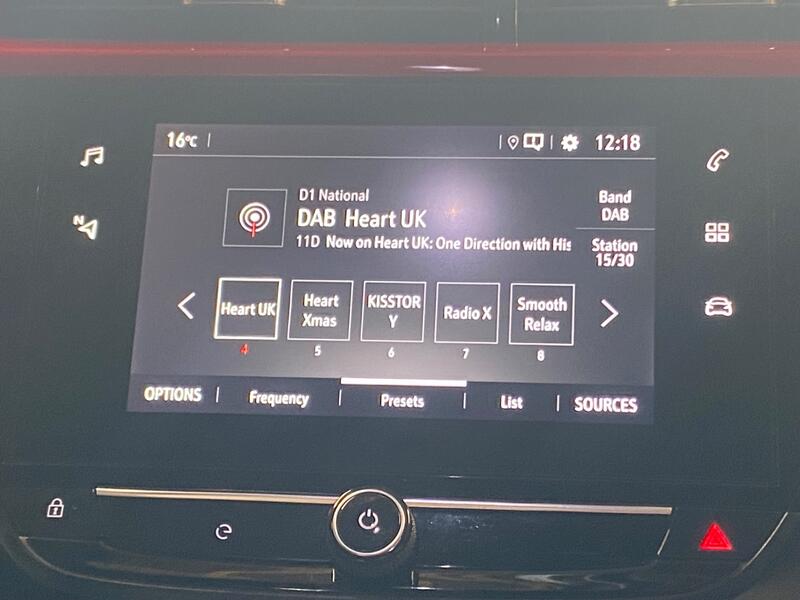 16°C
12:18
D1 National
DAB Heart UK
11D Now on Heart UK: One Direction with His
Band
DAB
Station
15/30
N
Heart UK
Heart
Xmas
KISSTOR
Y
Radio X
Smooth
Relax
4
5
6
7
8
OPTIONS
Frequency
Presets
List
SOURCES